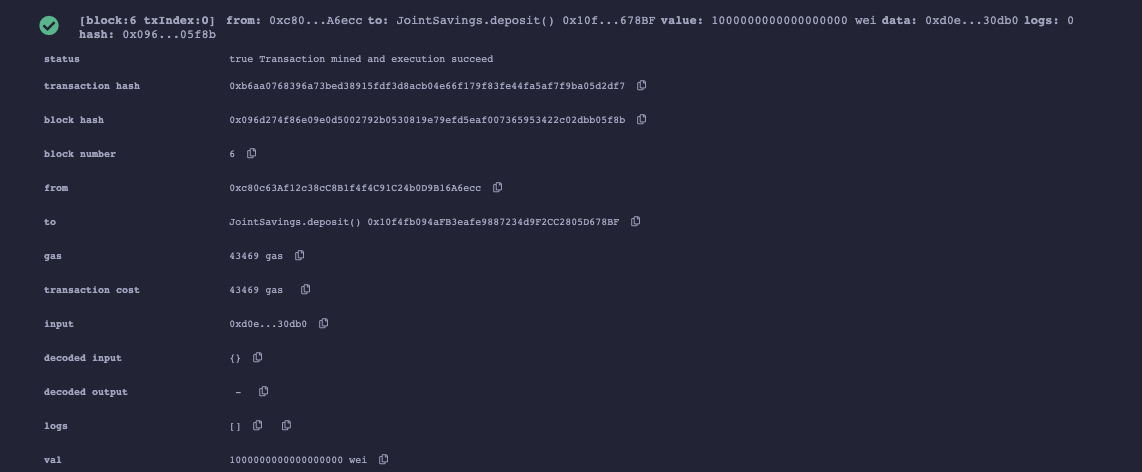 [block:6 txIndex:0] from: 0xc80...A6ecc to: JointSavings.deposit() 0x10f...678BF value: 1000000000000000000 wei data: 0xd0e...30db0 logs: 0
hash: 0x096...05f8b
status true Transaction mined and execution succeed
transaction hash 0xb6aa0768396a73bed38915fdf3d8acb04e66f179f83fe44fa5af7f9ba05d2df7
block hash 0x096d274f86e09e0d5002792b0530819e79efd5eaf007365953422c02dbb05f8b
block number 6
from 0xc80c63Af12c38cC8B1f4f4C91C24b0D9B16A6ecc
to JointSavings.deposit() 0x10f4fb094aFB3eafe9887234d9F2CC2805D678BF
gas 43469 gas
transaction cost 43469 gas
input 0xd0e...30db0
decoded input {}
decoded output -
logs []
val 1000000000000000000 wei